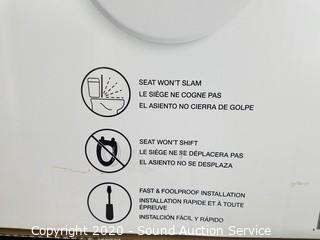 SEAT WON'T SLAM
LE SIÈGE NE COGNE PAS
EL ASIENTO NO CIERRA DE GOLPE
SEAT WON'T SHIFT
LE SIÈGE NE SE DÉPLACERA PAS
EL ASIENTO NO SE DESPLAZA
FAST & FOOLPROOF INSTALLATION
INSTALLATION RAPIDE ET À TOUTE
ÉPREUVE
INSTALCIÓN FÁCIL Y RÁPIDO
Copyright 2020 - Sound Auction Service